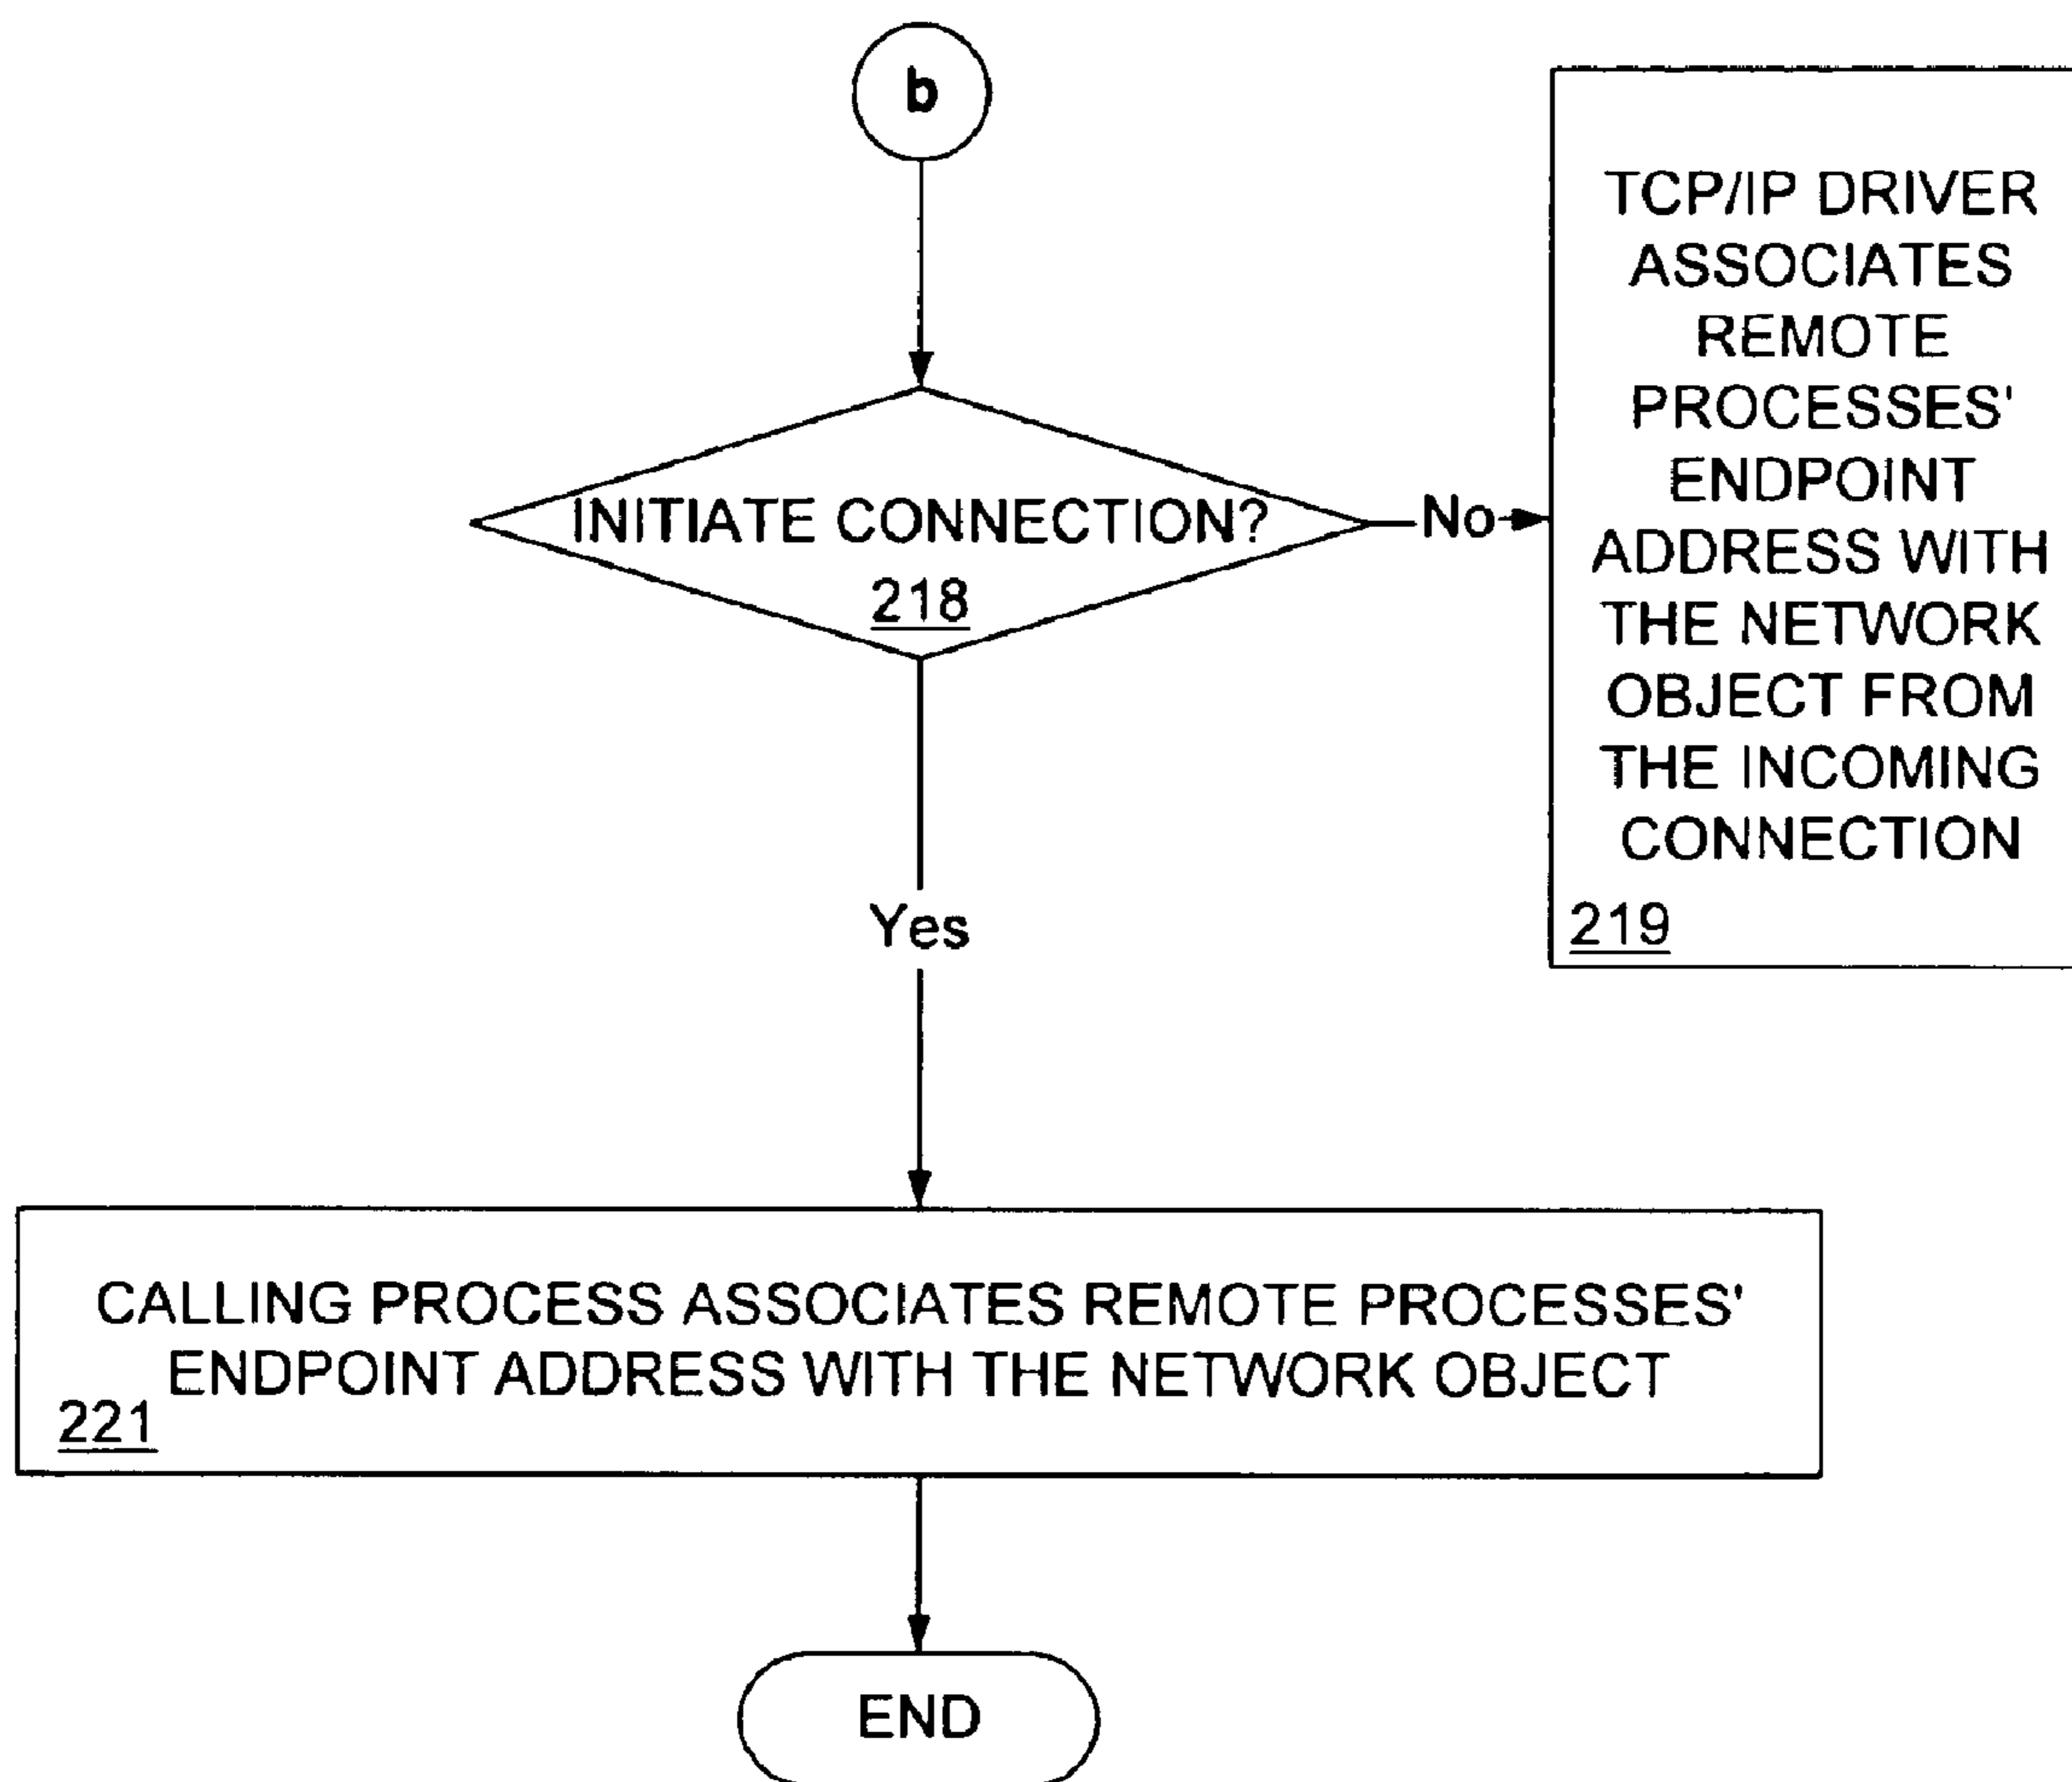 b
INITIATE CONNECTION?
218
No
TCP/IP DRIVER
ASSOCIATES
REMOTE
PROCESSES'
ENDPOINT
ADDRESS WITH
THE NETWORK
OBJECT FROM
THE INCOMING
CONNECTION
219
Yes
CALLING PROCESS ASSOCIATES REMOTE PROCESSES'
ENDPOINT ADDRESS WITH THE NETWORK OBJECT
221
END